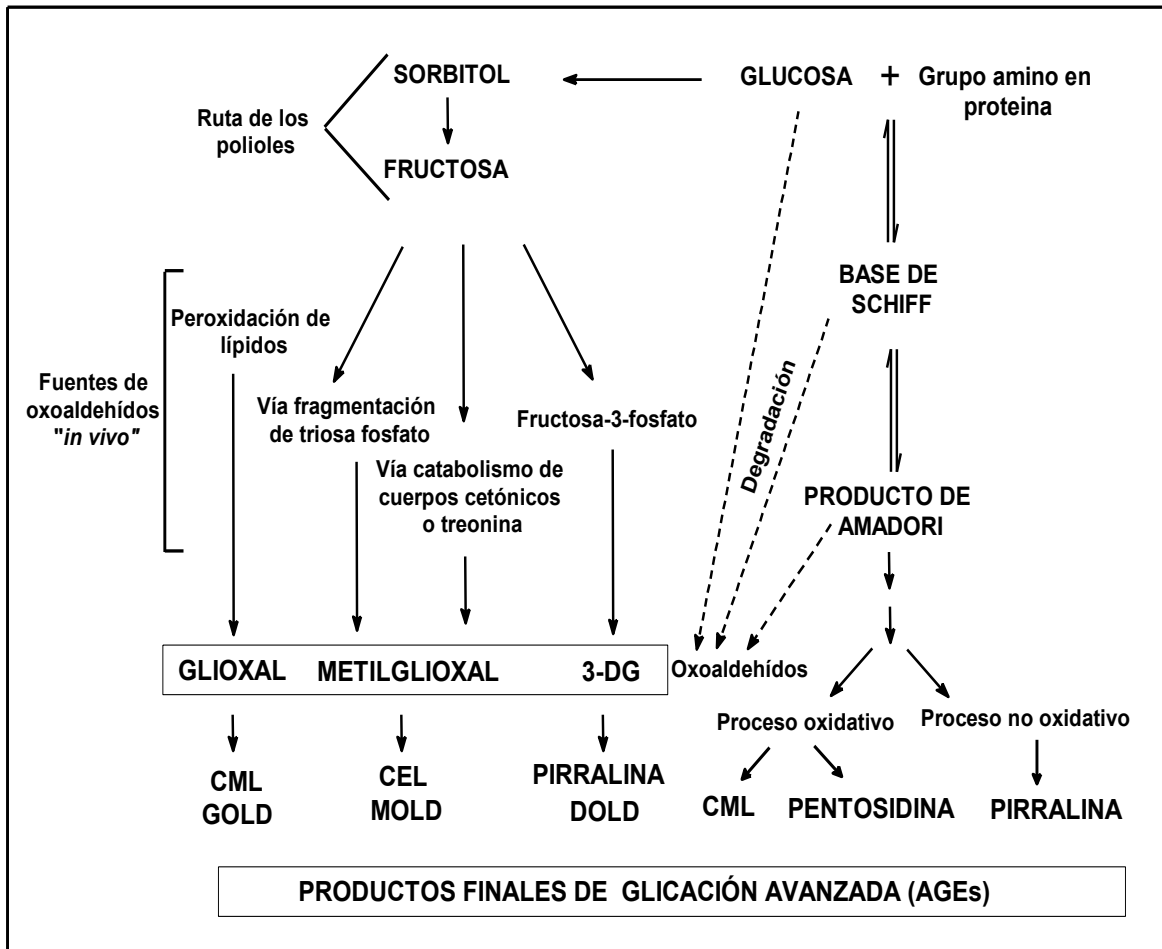 SORBITOL
GLUCOSA + Grupo amino en
proteina
Ruta de los
polioles
FRUCTOSA
BASE DE
SCHIFF
Peroxidación de
lípidos
Fuentes de
oxoaldehídos
"in vivo"
Vía fragmentación
de triosa fosfato
Fructosa-3-fosfato
Degradación
Vía catabolismo de
cuerpos cetónicos
o treonina
PRODUCTO DE
AMADORI
GLIOXAL METILGLIOXAL 3-DG Oxoaldehídos
Proceso oxidativo Proceso no oxidativo
CML
GOLD
CEL
MOLD
PIRRALINA
DOLD
CML PENTOSIDINA PIRRALINA
PRODUCTOS FINALES DE GLICACIÓN AVANZADA (AGEs)